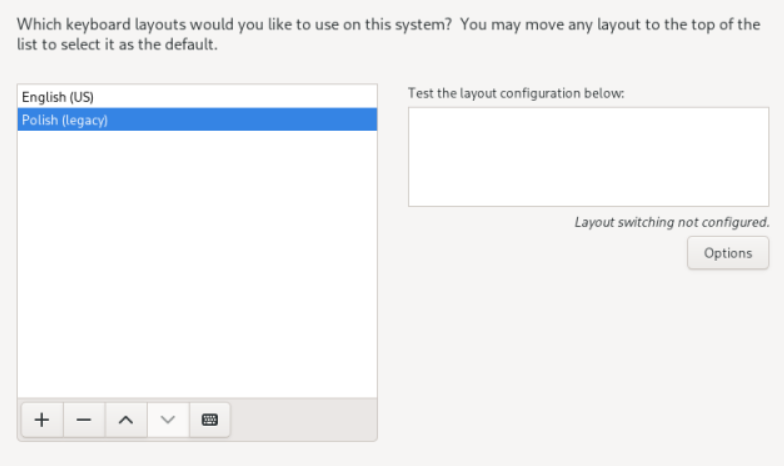 Which keyboard layouts would you like to use on this system?  You may move any layout to the top of the
list to select it as the default.
English (US)
Polish (legacy)
Test the layout configuration below:
Layout switching not configured.
Options